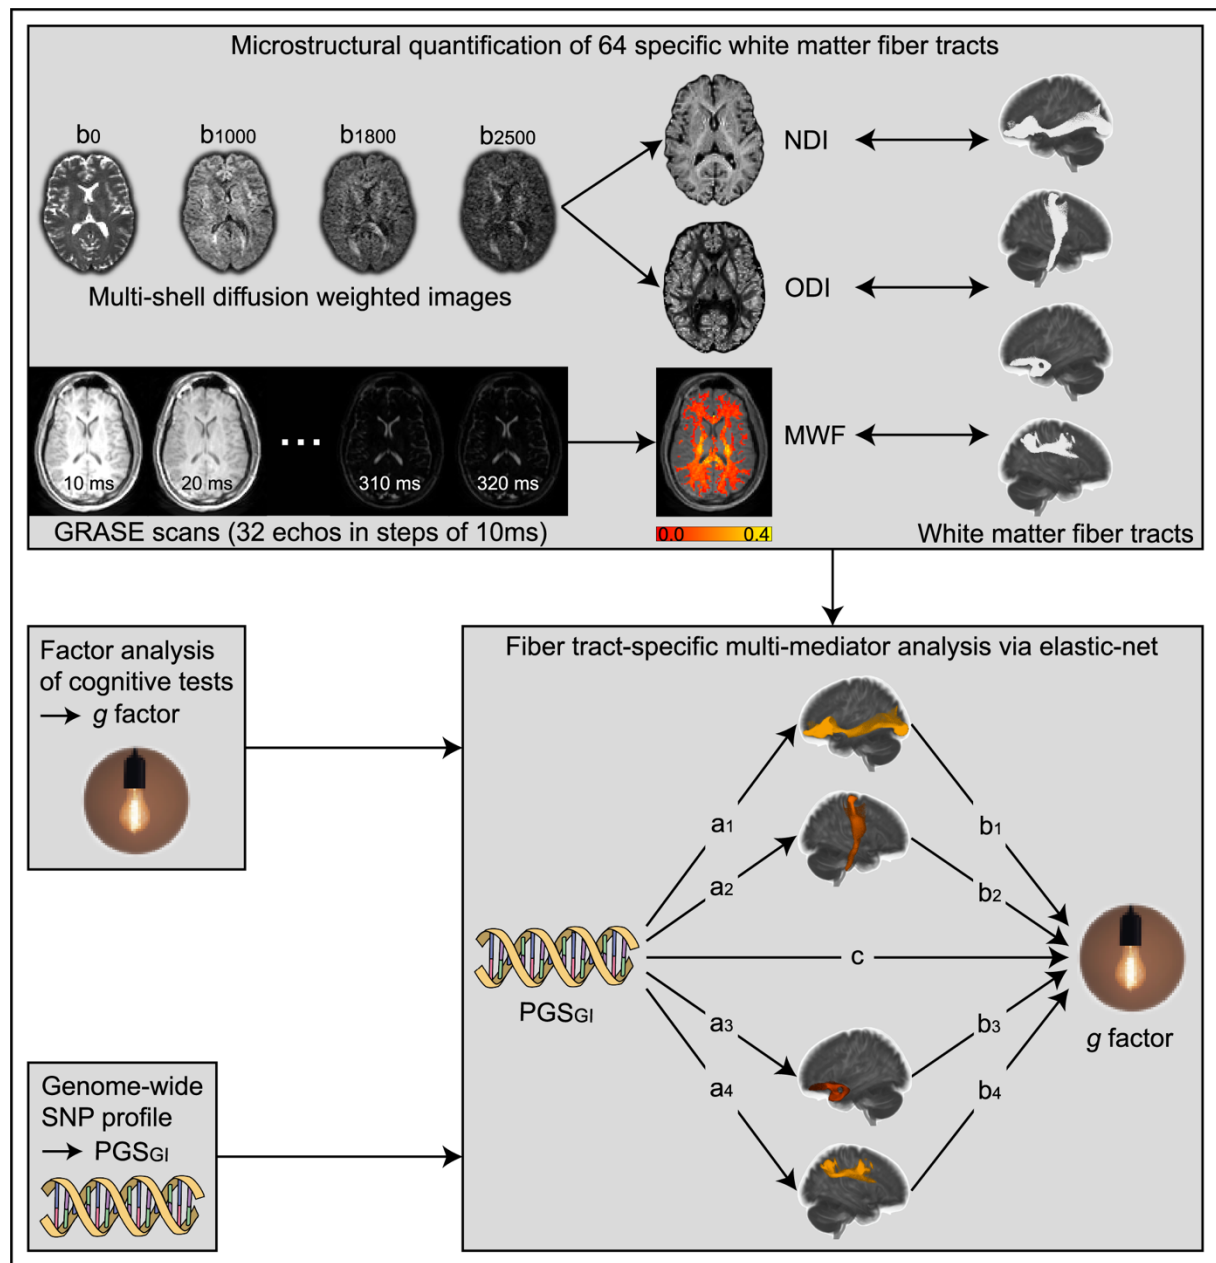 Microstructural quantification of 64 specific white matter fiber tracts
b0
b1000
b1800
b2500
NDI
Multi-shell diffusion weighted images
ODI
10 ms
20 ms
...
310 ms
320 ms
MWF
0.0
0.4
GRASE scans (32 echos in steps of 10ms)
White matter fiber tracts
Factor analysis
of cognitive tests
→ g factor
Fiber tract-specific multi-mediator analysis via elastic-net
a1
b1
a2
b2
c
PGSGI
a3
b3
g factor
a4
b4
Genome-wide
SNP profile
→ PGSGI